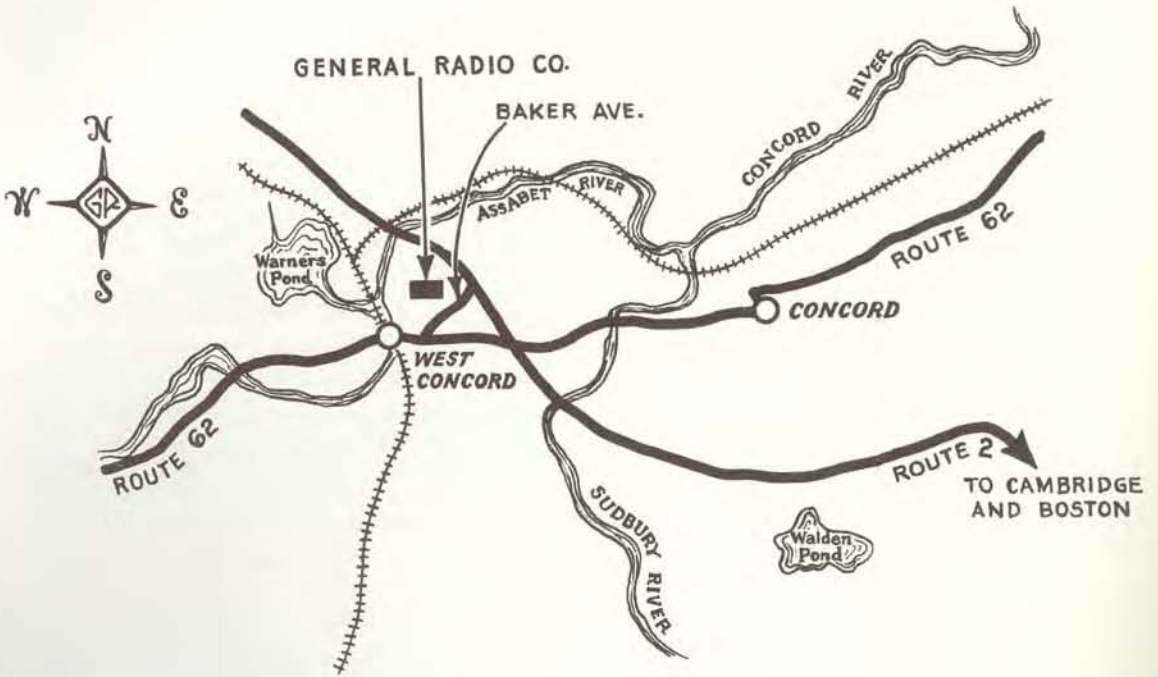 GENERAL RADIO CO.
BAKER AVE.
N
W
E
S
GR
Warners
Pond
ASSABET
RIVER
CONCORD
RIVER
ROUTE 62
CONCORD
WEST
CONCORD
ROUTE 62
ROUTE 2
TO CAMBRIDGE
AND BOSTON
SUDBURY
RIVER
Walden
Pond